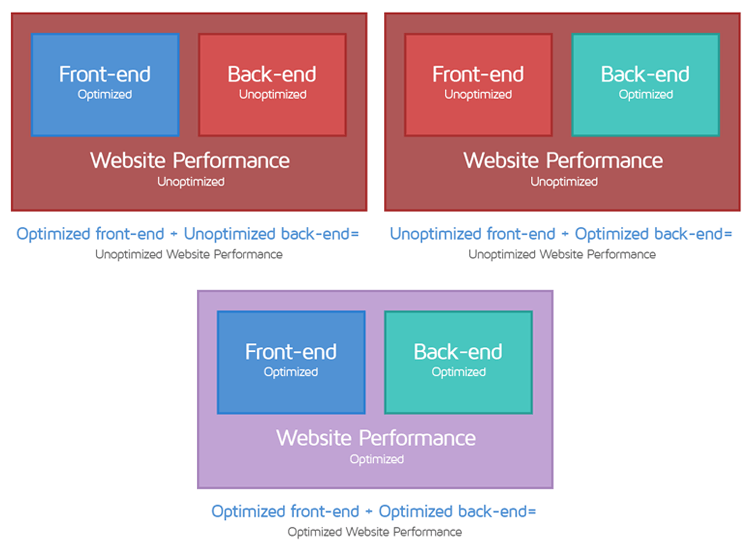 Front-end
Optimized
Back-end
Unoptimized
Website Performance
Unoptimized
Optimized front-end + Unoptimized back-end=
Unoptimized Website Performance
Front-end
Unoptimized
Back-end
Optimized
Website Performance
Unoptimized
Unoptimized front-end + Optimized back-end=
Unoptimized Website Performance
Front-end
Optimized
Back-end
Optimized
Website Performance
Optimized
Optimized front-end + Optimized back-end=
Optimized Website Performance